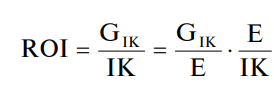 ROI = G_IK / IK = G_IK / E · E / IK